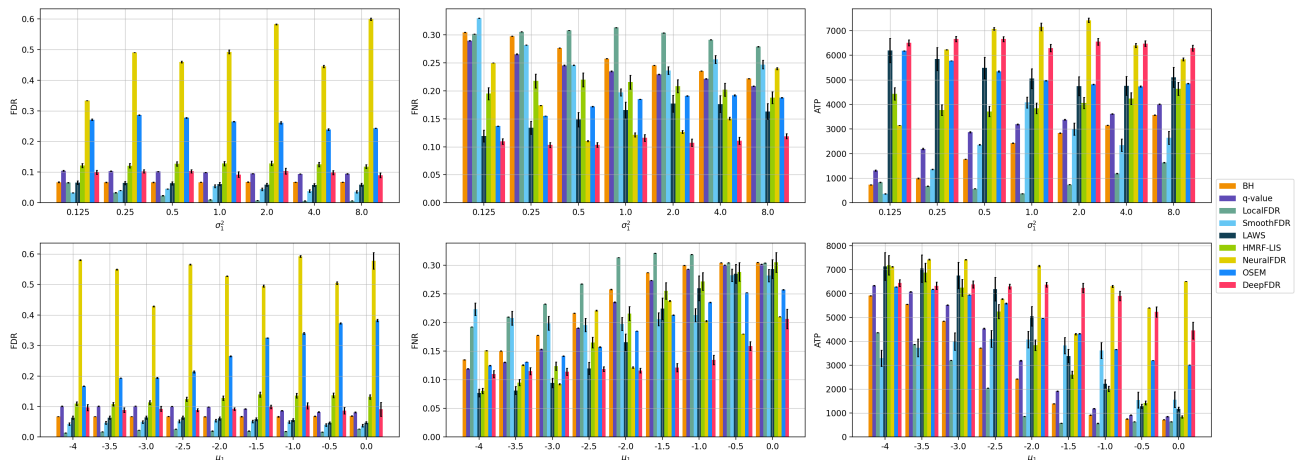 FDR
0.6
0.5
0.4
0.3
0.2
0.1
0.0
0.125 0.25 0.5 1.0 2.0 4.0 8.0
σ₁²
FNR
0.30
0.25
0.20
0.15
0.10
0.05
0.00
0.125 0.25 0.5 1.0 2.0 4.0 8.0
σ₁²
ATP
7000
6000
5000
4000
3000
2000
1000
0
0.125 0.25 0.5 1.0 2.0 4.0 8.0
σ₁²
BH
q-value
LocalFDR
SmoothFDR
LAWS
HMRF-LIS
NeuralFDR
OSEM
DeepFDR
FDR
0.6
0.5
0.4
0.3
0.2
0.1
0.0
-4 -3.5 -3.0 -2.5 -2.0 -1.5 -1.0 -0.5 0.0
μ₁
FNR
0.30
0.25
0.20
0.15
0.10
0.05
0.00
-4 -3.5 -3.0 -2.5 -2.0 -1.5 -1.0 -0.5 0.0
μ₁
ATP
8000
7000
6000
5000
4000
3000
2000
1000
0
-4 -3.5 -3.0 -2.5 -2.0 -1.5 -1.0 -0.5 0.0
μ₁